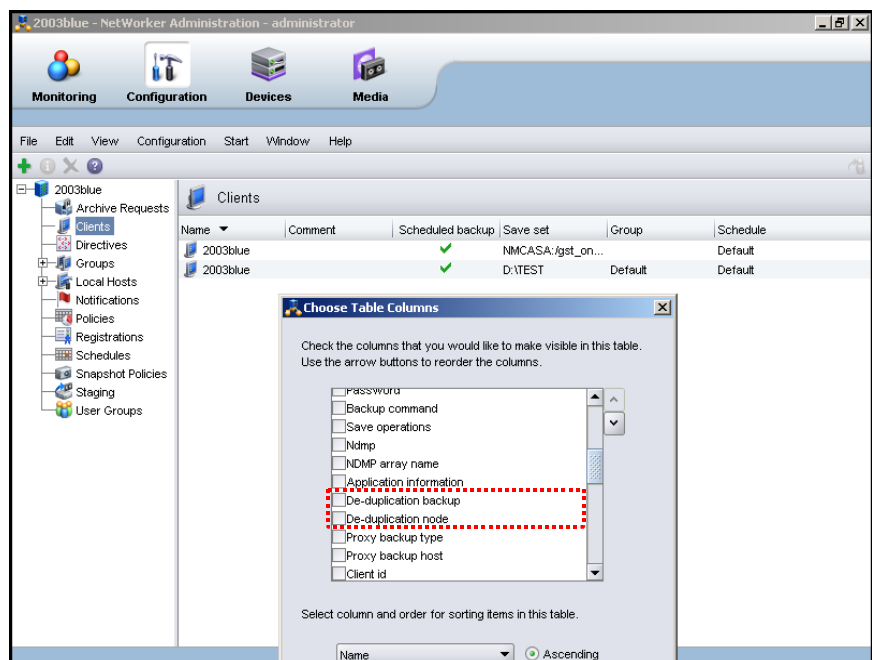 2003blue - NetWorker Administration - administrator
Monitoring Configuration Devices Media
File Edit View Configuration Start Window Help
2003blue
Archive Requests
Clients
Directives
Groups
Local Hosts
Notifications
Policies
Registrations
Schedules
Snapshot Policies
Staging
User Groups
Clients
Name Comment Scheduled backup Save set Group Schedule
2003blue NMCASA:/gst_on... Default
2003blue D:\TEST Default Default
Choose Table Columns
Check the columns that you would like to make visible in this table.
Use the arrow buttons to reorder the columns.
Password
Backup command
Save operations
Ndmp
NDMP array name
Application information
De-duplication backup
De-duplication node
Proxy backup type
Proxy backup host
Client id
Select column and order for sorting items in this table.
Name Ascending